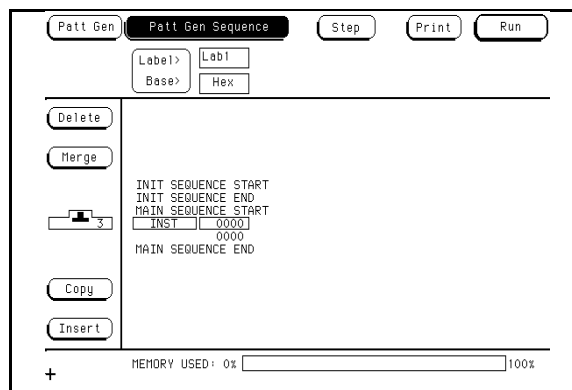 Patt Gen Patt Gen Sequence Step Print Run
Label> Lab1
Base> Hex
Delete
Merge
INIT SEQUENCE START
INIT SEQUENCE END
MAIN SEQUENCE START
3 INST 0000
0000
MAIN SEQUENCE END
Copy
Insert
MEMORY USED: 0% 100%
+